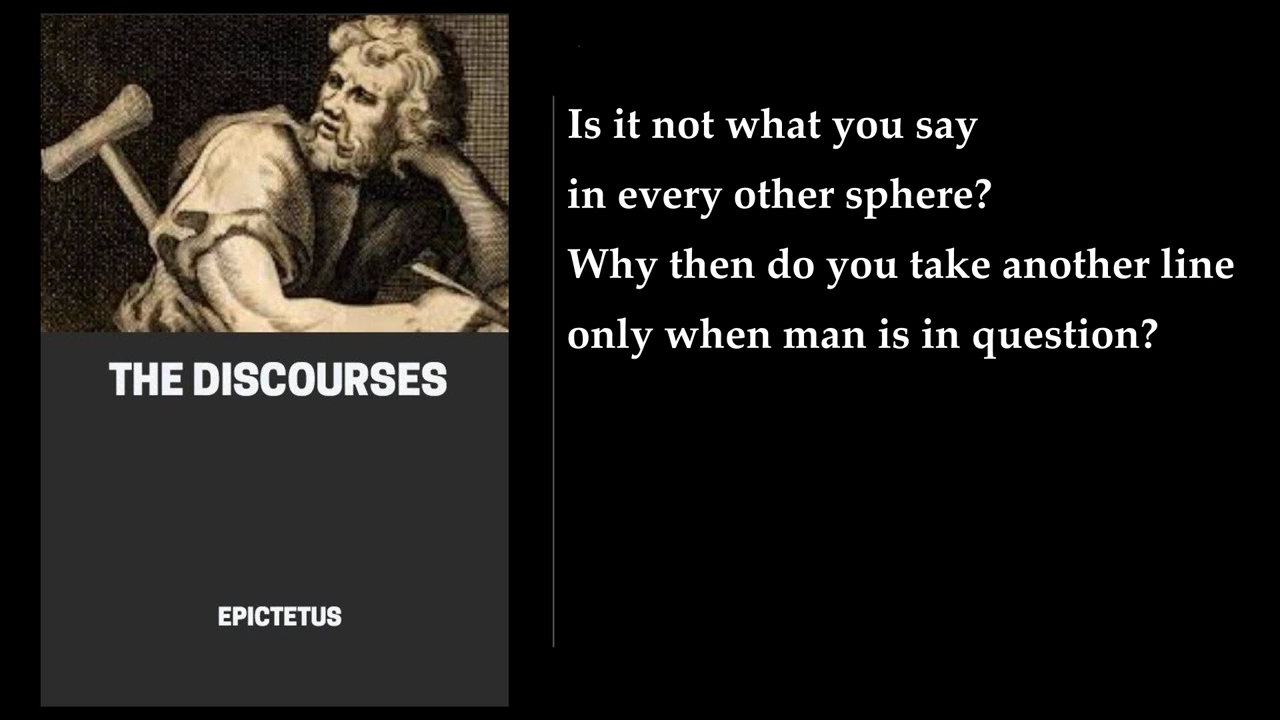 THE DISCOURSES
EPICTETUS
Is it not what you say
in every other sphere?
Why then do you take another line
only when man is in question?